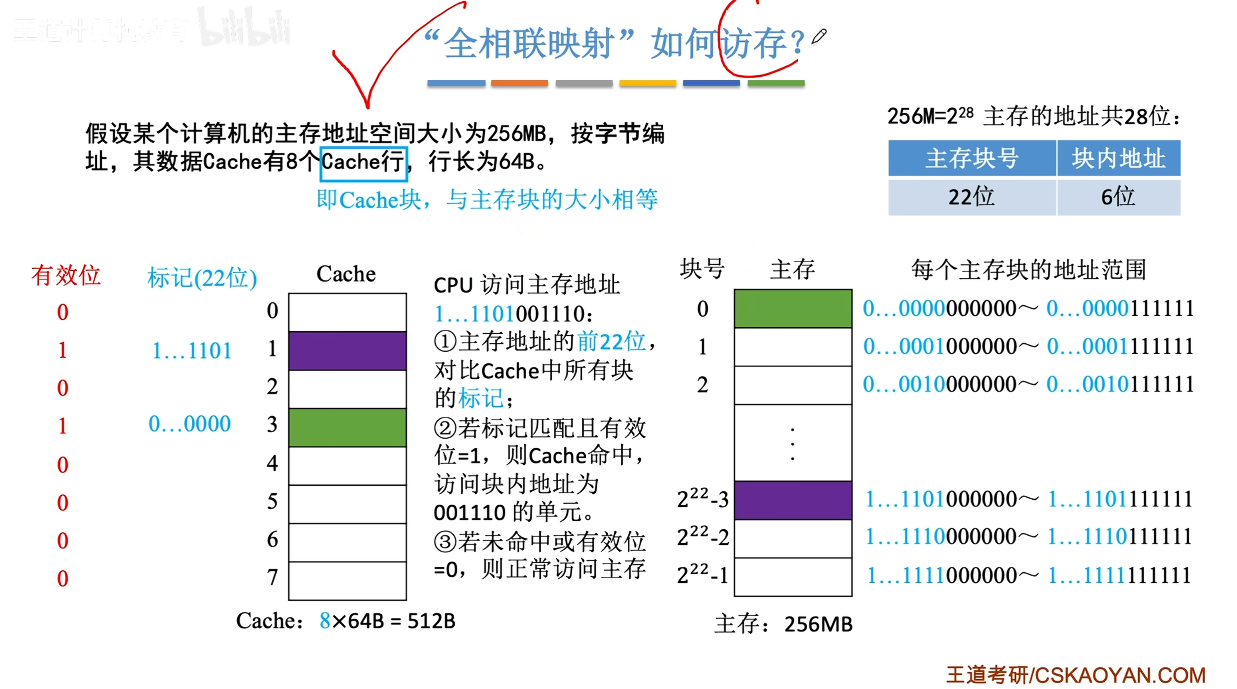 王道计算机教育 bilibili
“全相联映射”如何访存？
假设某个计算机的主存地址空间大小为256MB，按字节编
址，其数据Cache有8个Cache行，行长为64B。
即Cache块，与主存块的大小相等
256M=2²⁸ 主存的地址共28位：
主存块号 块内地址
22位 6位
有效位 标记(22位) Cache
0 0
1 1…1101 1
0 2
1 0…0000 3
0 4
0 5
0 6
0 7
Cache：8×64B = 512B
CPU 访问主存地址
1…1101001110：
①主存地址的前22位，
对比Cache中所有块
的标记；
②若标记匹配且有效
位=1，则Cache命中，
访问块内地址为
001110 的单元。
③若未命中或有效位
=0，则正常访问主存
块号 主存 每个主存块的地址范围
0 0…0000000000～ 0…0000111111
1 0…0001000000～ 0…0001111111
2 0…0010000000～ 0…0010111111
2²²-3 1…1101000000～ 1…1101111111
2²²-2 1…1110000000～ 1…1110111111
2²²-1 1…1111000000～ 1…1111111111
主存：256MB
王道考研/CSKAOYAN.COM